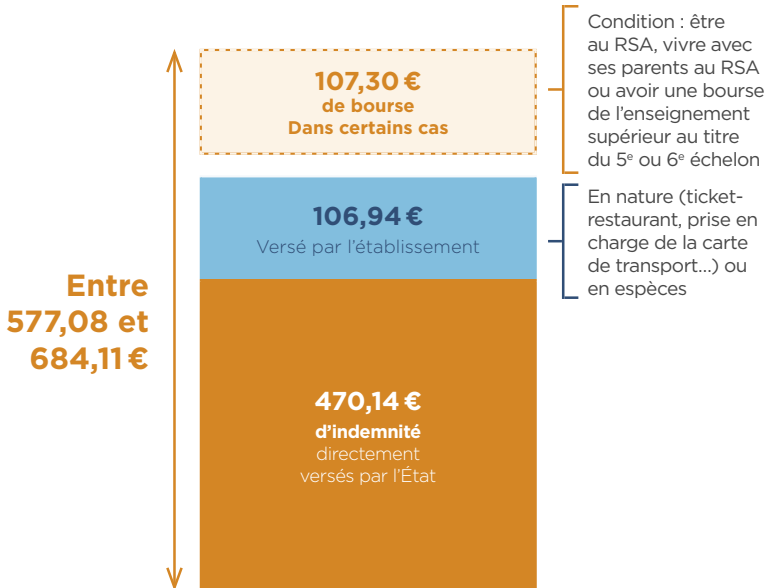 Condition : être
au RSA, vivre avec
ses parents au RSA
ou avoir une bourse
de l'enseignement
supérieur au titre
du 5e ou 6e échelon
107,30 €
de bourse
Dans certains cas
106,94 €
Versé par l'établissement
En nature (ticket-
restaurant, prise en
charge de la carte
de transport...) ou
en espèces
Entre
577,08 et
684,11 €
470,14 €
d'indemnité
directement
versés par l'État